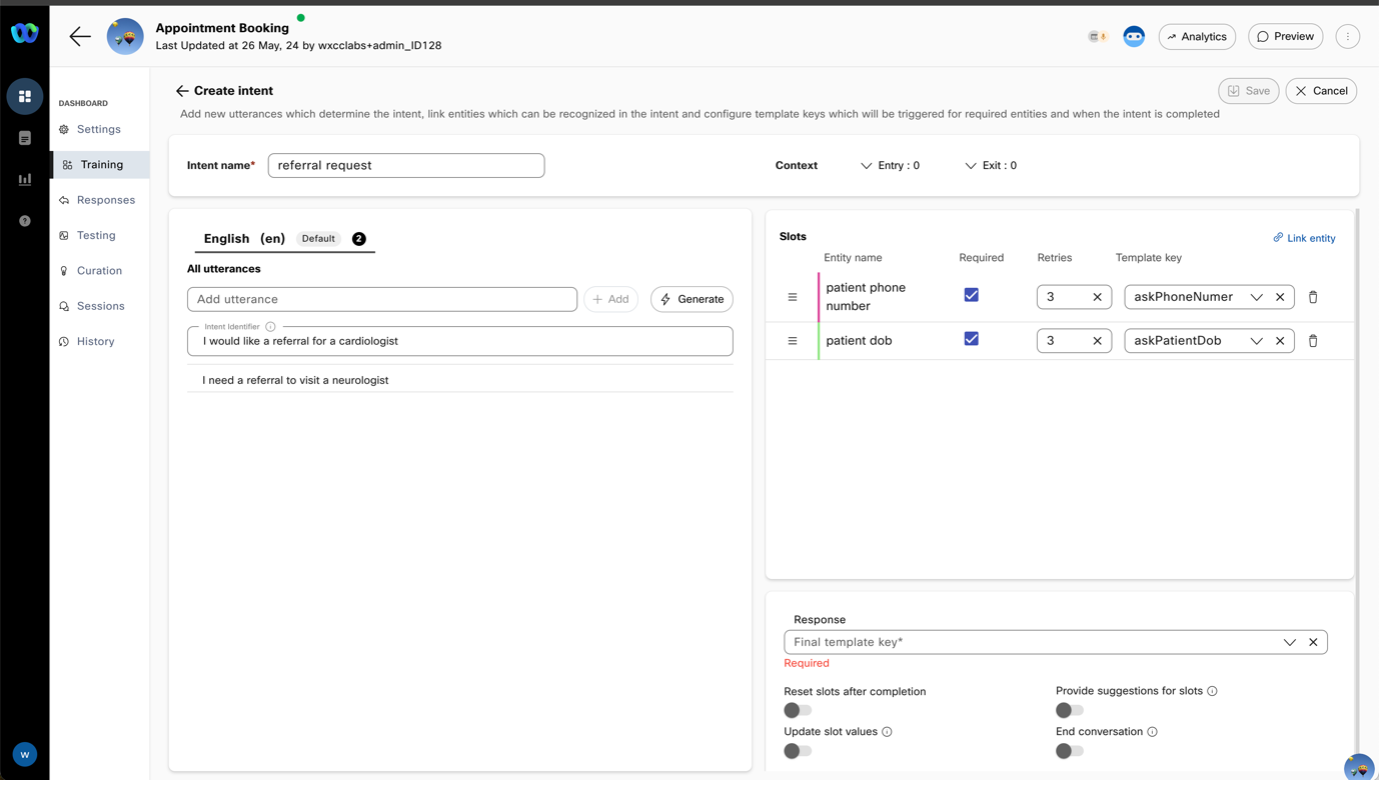 Appointment Booking
Last Updated at 26 May, 24 by wxcclabs+admin_ID128
Analytics
Preview
DASHBOARD
Settings
Training
Responses
Testing
Curation
Sessions
History
W
Create intent
Save
Cancel
Add new utterances which determine the intent, link entities which can be recognized in the intent and configure template keys which will be triggered for required entities and when the intent is completed
Intent name* referral request
Context Entry : 0 Exit : 0
English (en) Default 2
All utterances
Add utterance
+ Add
Generate
Intent Identifier
I would like a referral for a cardiologist
I need a referral to visit a neurologist
Slots
Link entity
Entity name Required Retries Template key
patient phone
number
3
askPhoneNumer
patient dob
3
askPatientDob
Response
Final template key*
Required
Reset slots after completion
Provide suggestions for slots
Update slot values
End conversation